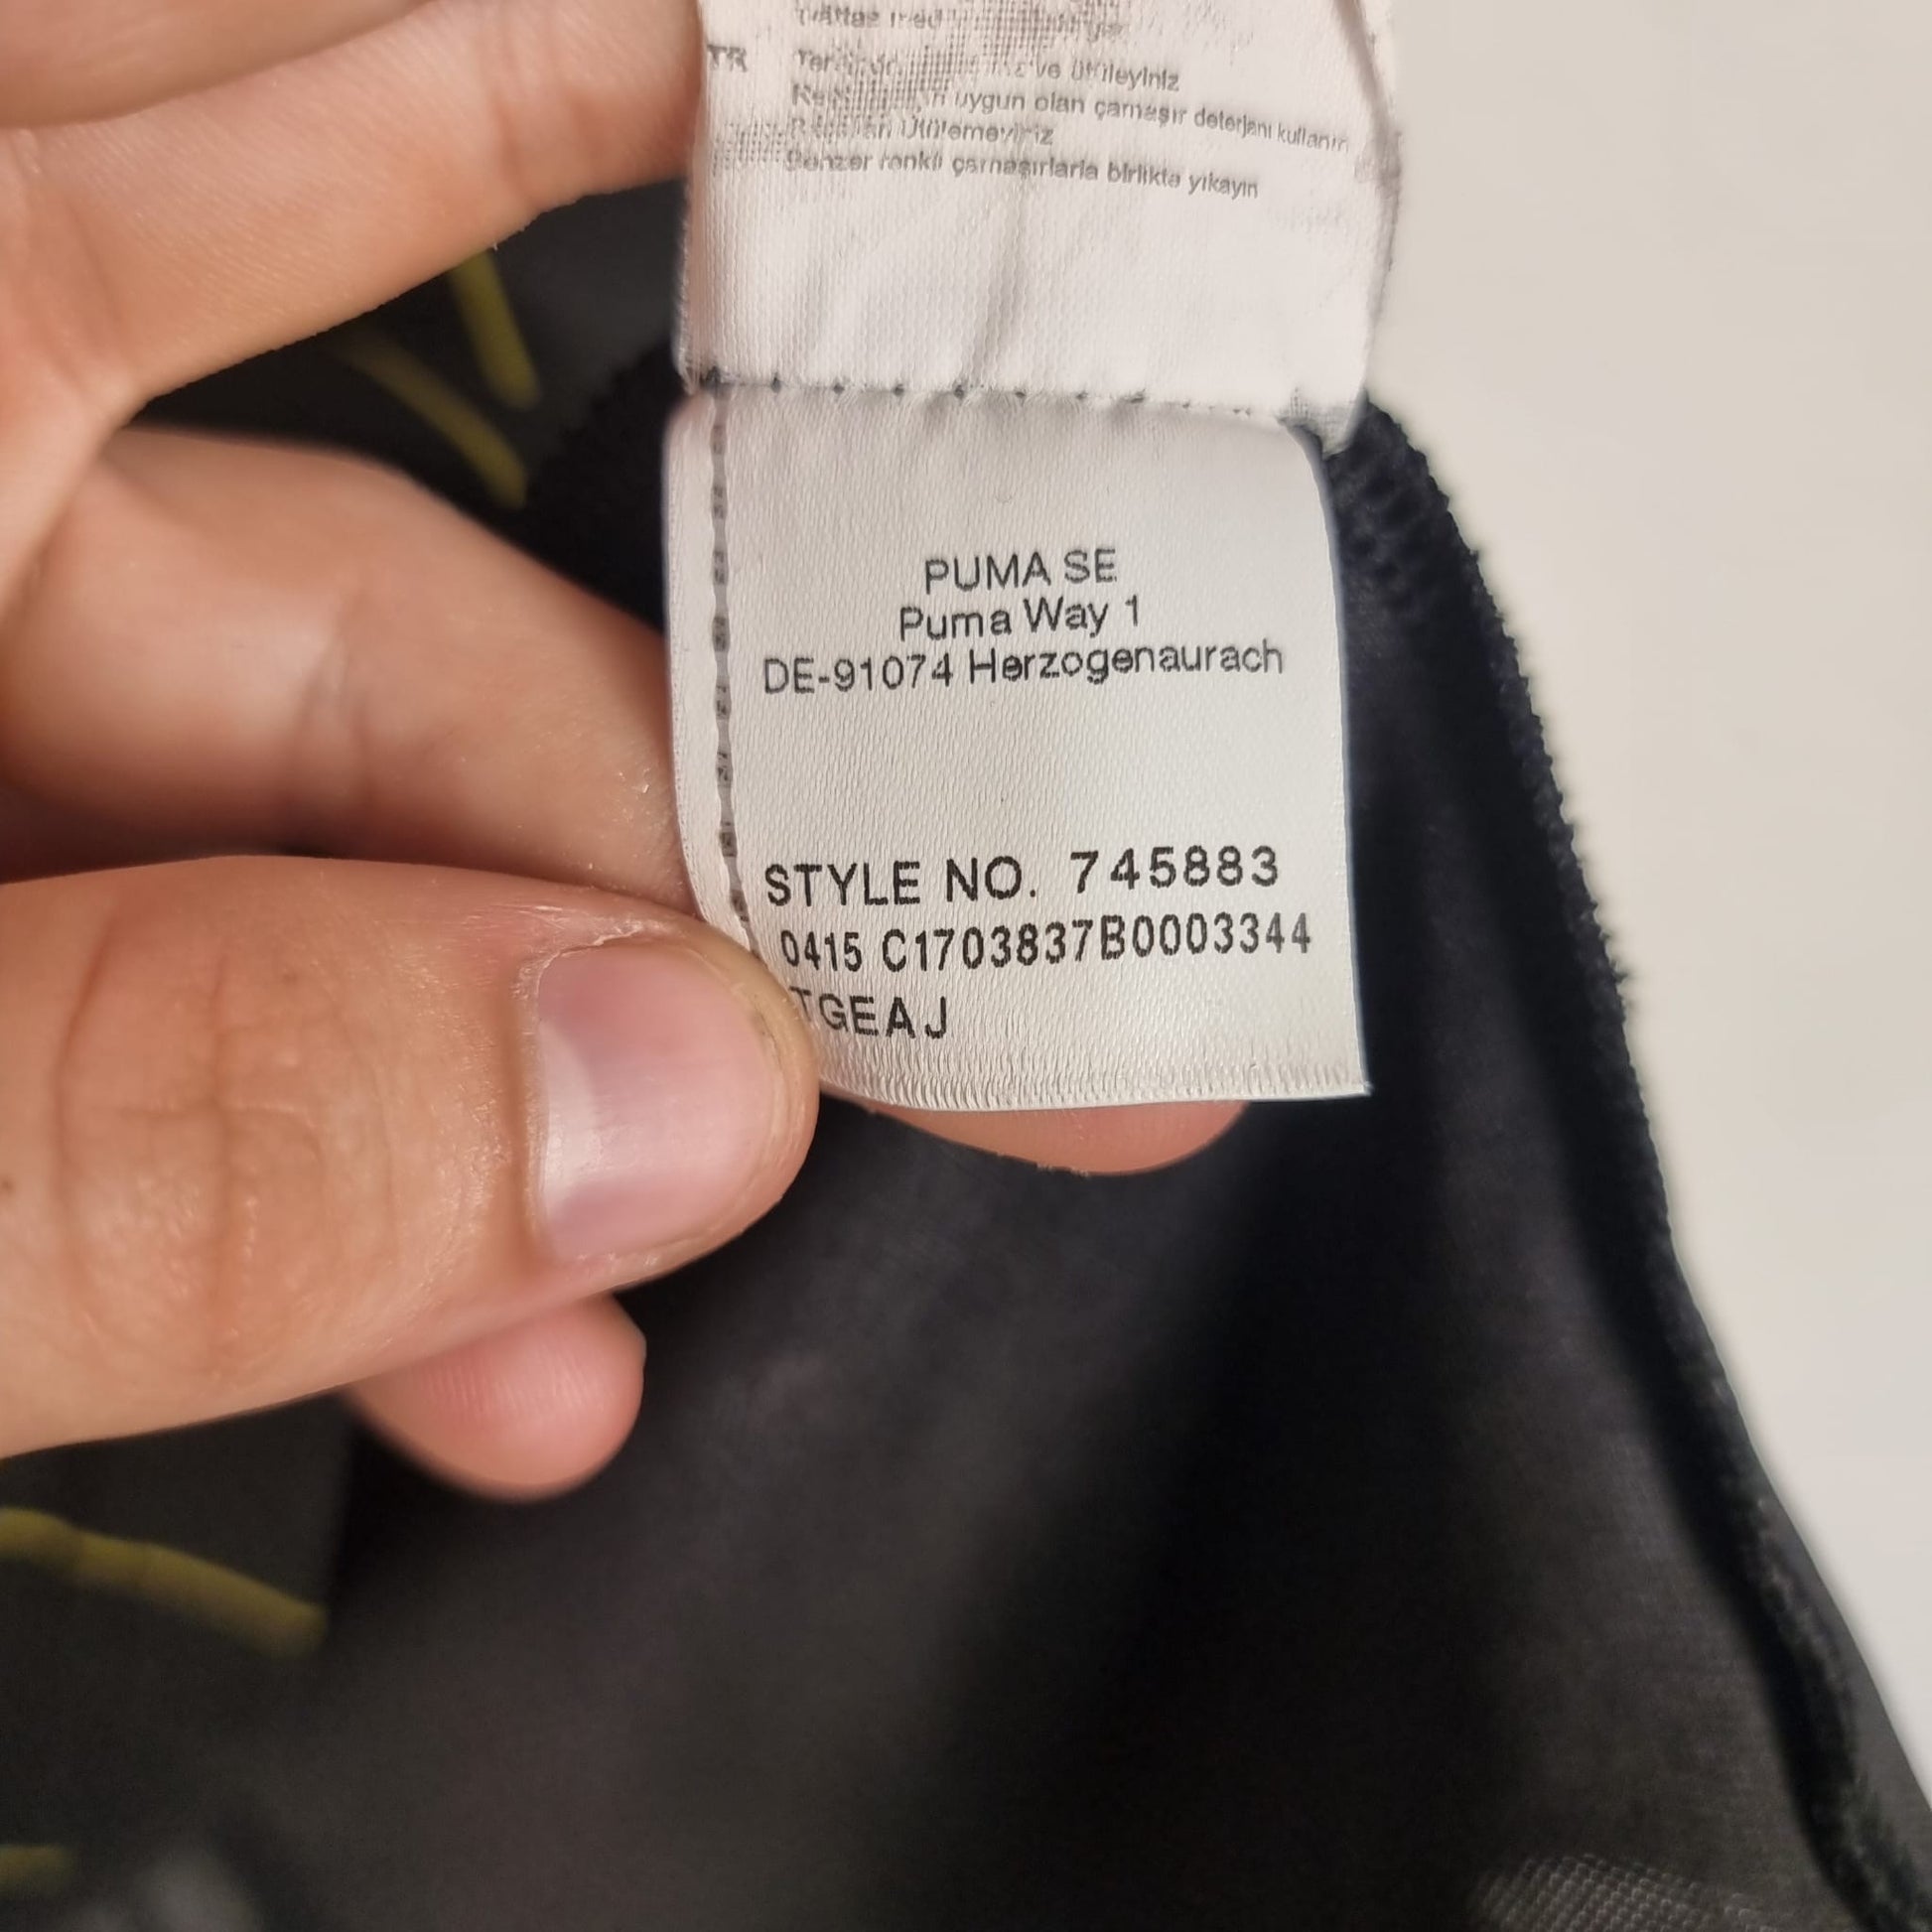 TR
ve ütüleyiniz
uygun olan çamaşır deterjanı kullanın
Ütülemeyiniz
Benzer renkli çamaşırlarla birlikte yıkayın
PUMA SE
Puma Way 1
DE-91074 Herzogenaurach
STYLE NO. 745883
0415 C1703837B0003344
TGEAJ